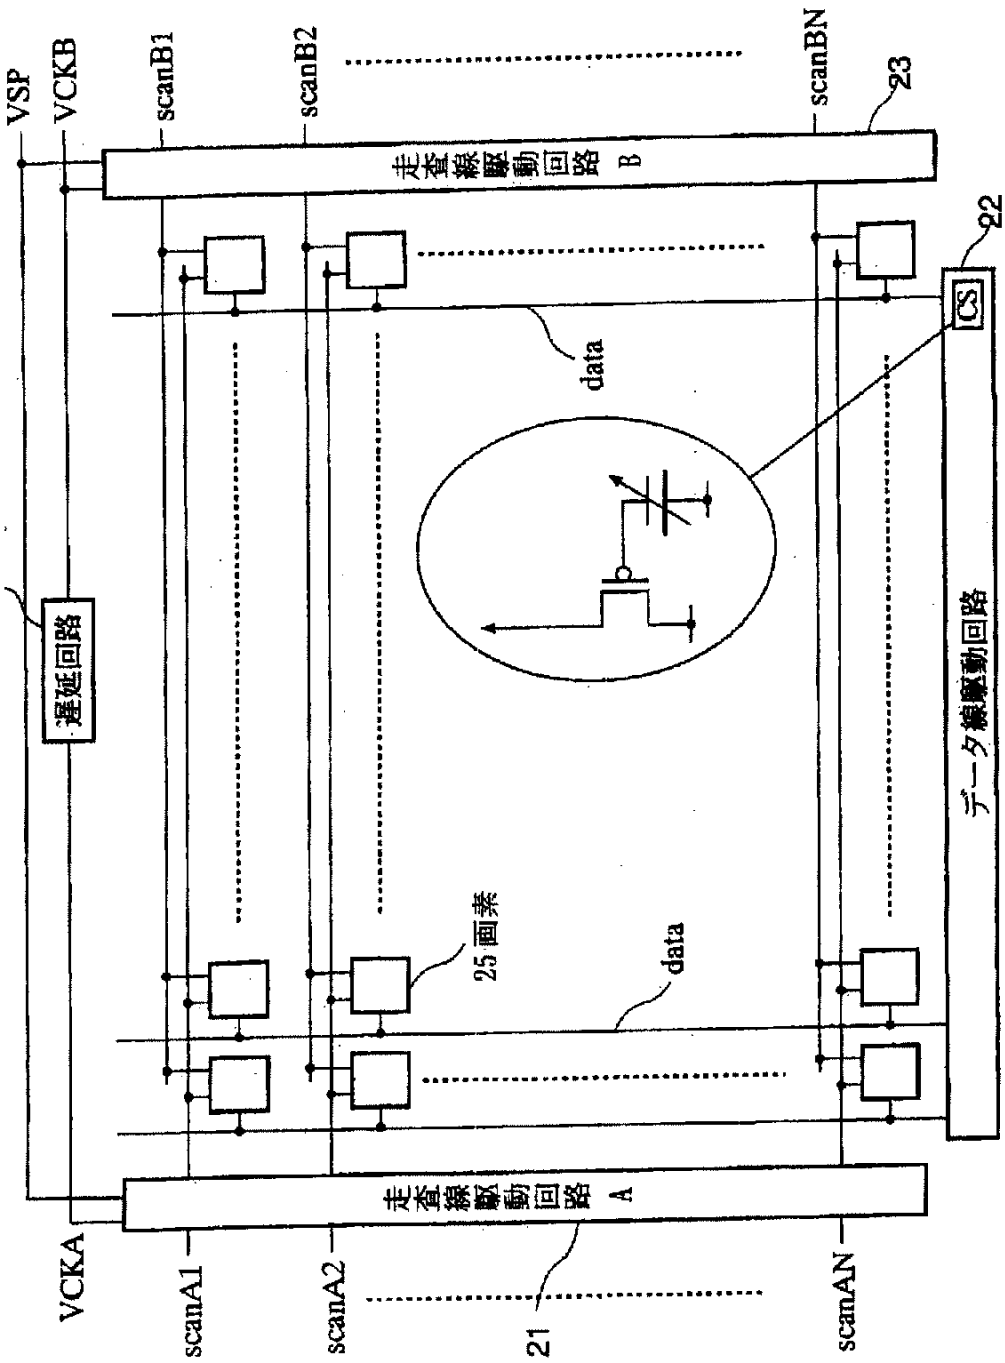 VSP
VCKB
VCKA
遅延回路
scanB1
scanB2
scanBN
走査線駆動回路 B
23
22
CS
data
25 画素
data
データ線駆動回路
走査線駆動回路 A
scanA1
scanA2
scanAN
21